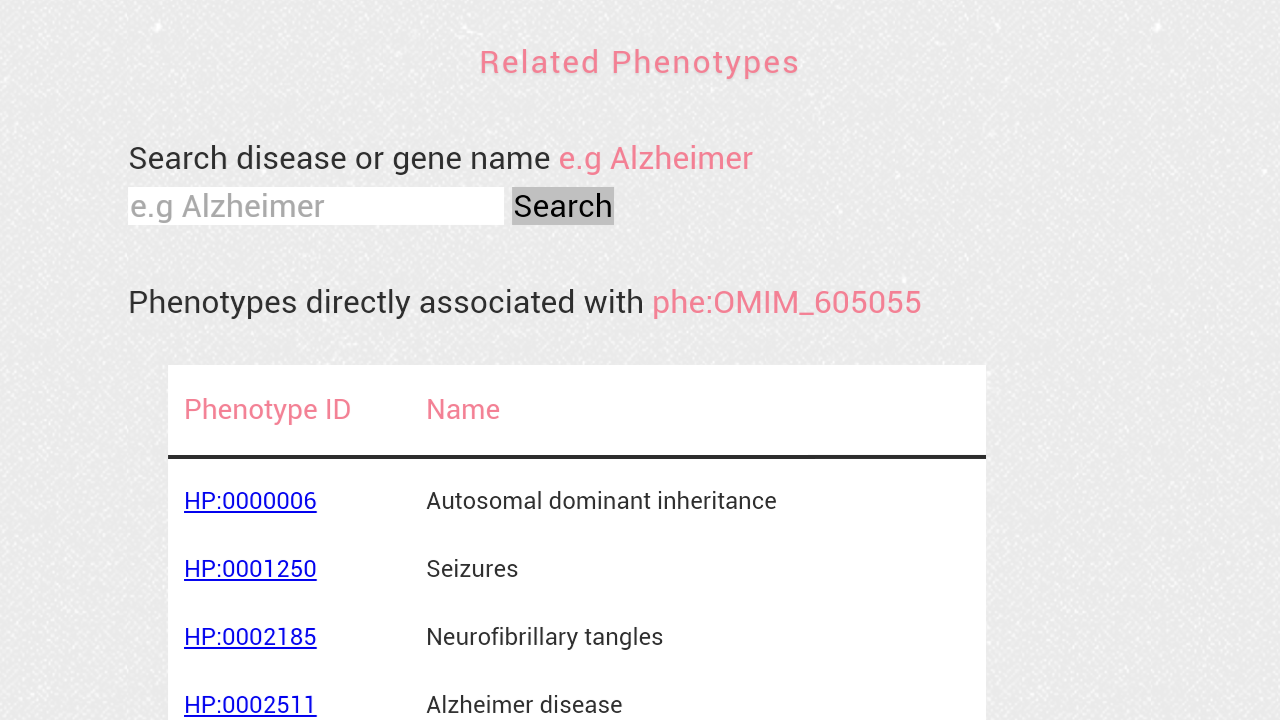 Related Phenotypes
Search disease or gene name e.g Alzheimer
e.g Alzheimer Search
Phenotypes directly associated with phe:OMIM_605055
Phenotype ID Name
HP:0000006 Autosomal dominant inheritance
HP:0001250 Seizures
HP:0002185 Neurofibrillary tangles
HP:0002511 Alzheimer disease